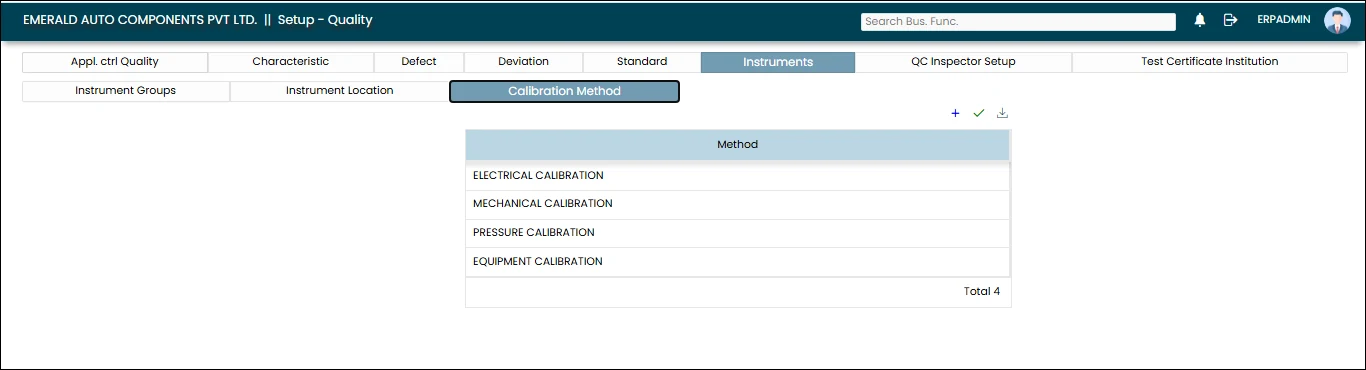 EMERALD AUTO COMPONENTS PVT LTD. || Setup - Quality Search Bus. Func. ERPADMIN
Appl. ctrl Quality Characteristic Defect Deviation Standard Instruments QC Inspector Setup Test Certificate Institution
Instrument Groups Instrument Location Calibration Method
Method
ELECTRICAL CALIBRATION
MECHANICAL CALIBRATION
PRESSURE CALIBRATION
EQUIPMENT CALIBRATION
Total 4